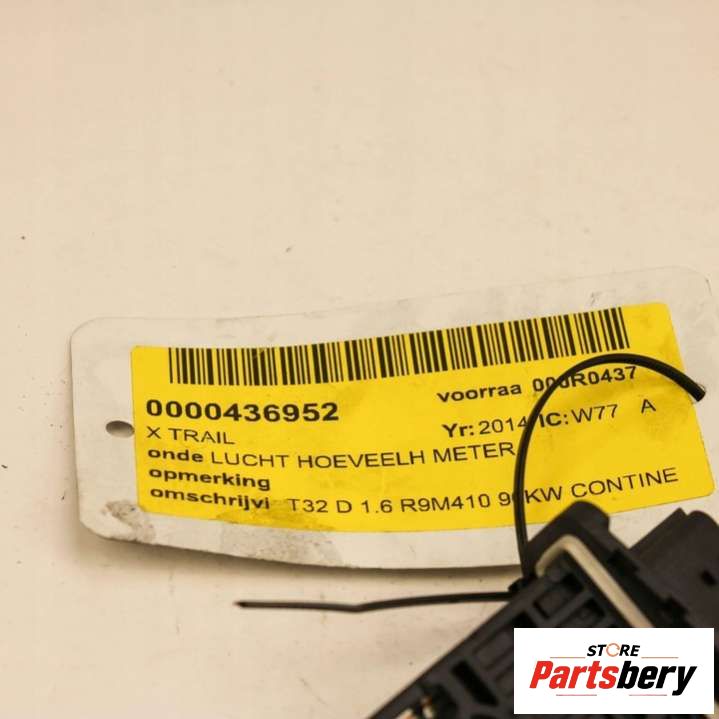 0000436952 voorraa 000R0437
X TRAIL Yr: 2014 IC: W77 A
onde LUCHT HOEVEELH METER
opmerking
omschrijvi T32 D 1.6 R9M410 96KW CONTINE
STORE
Partsbery